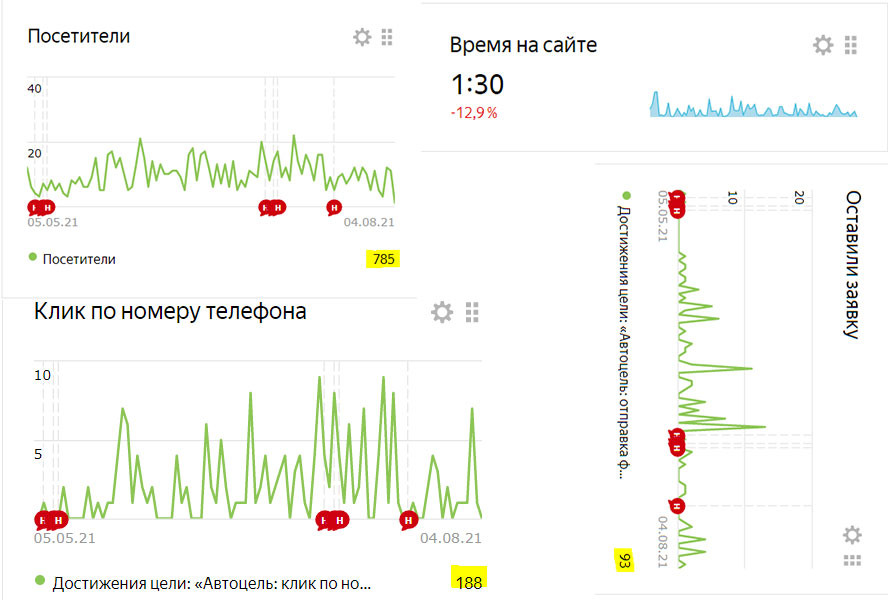 Посетители
40
20
Н
Н
Н
Н
Н
05.05.21
04.08.21
Посетители
785
Время на сайте
1:30
-12,9 %
Клик по номеру телефона
10
5
Н
Н
Н
Н
Н
05.05.21
04.08.21
Достижения цели: «Автоцель: клик по но...
188
Оставили заявку
20
10
Н
Н
Н
Н
Н
05.05.21
04.08.21
Достижения цели: «Автоцель: отправка ф...
93